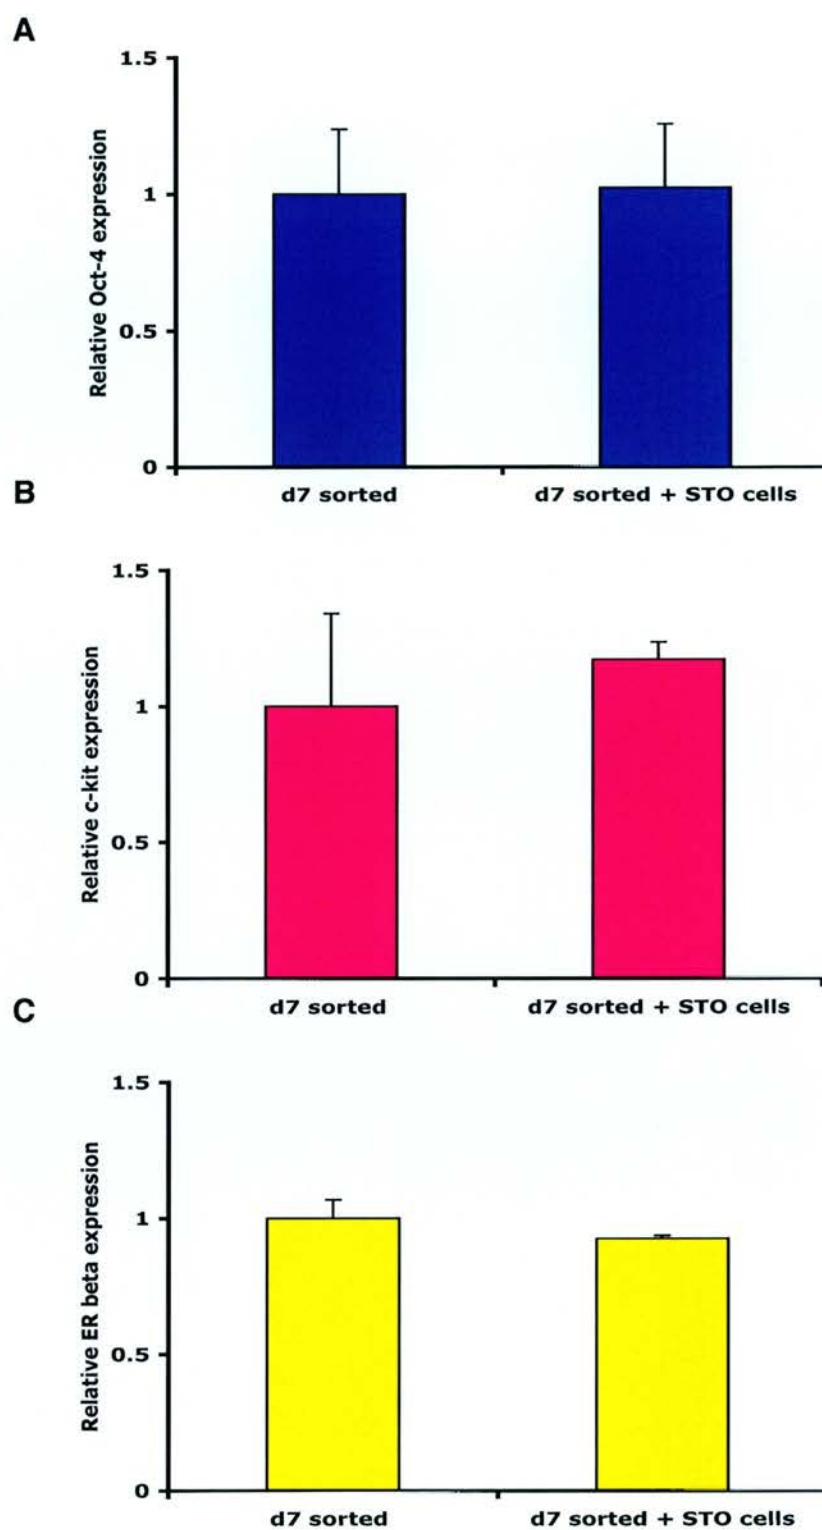 A
1.5
1
0.5
0
Relative Oct-4 expression
d7 sorted
d7 sorted + STO cells
B
1.5
1
0.5
0
Relative c-kit expression
d7 sorted
d7 sorted + STO cells
C
1.5
1
0.5
0
Relative ER beta expression
d7 sorted
d7 sorted + STO cells